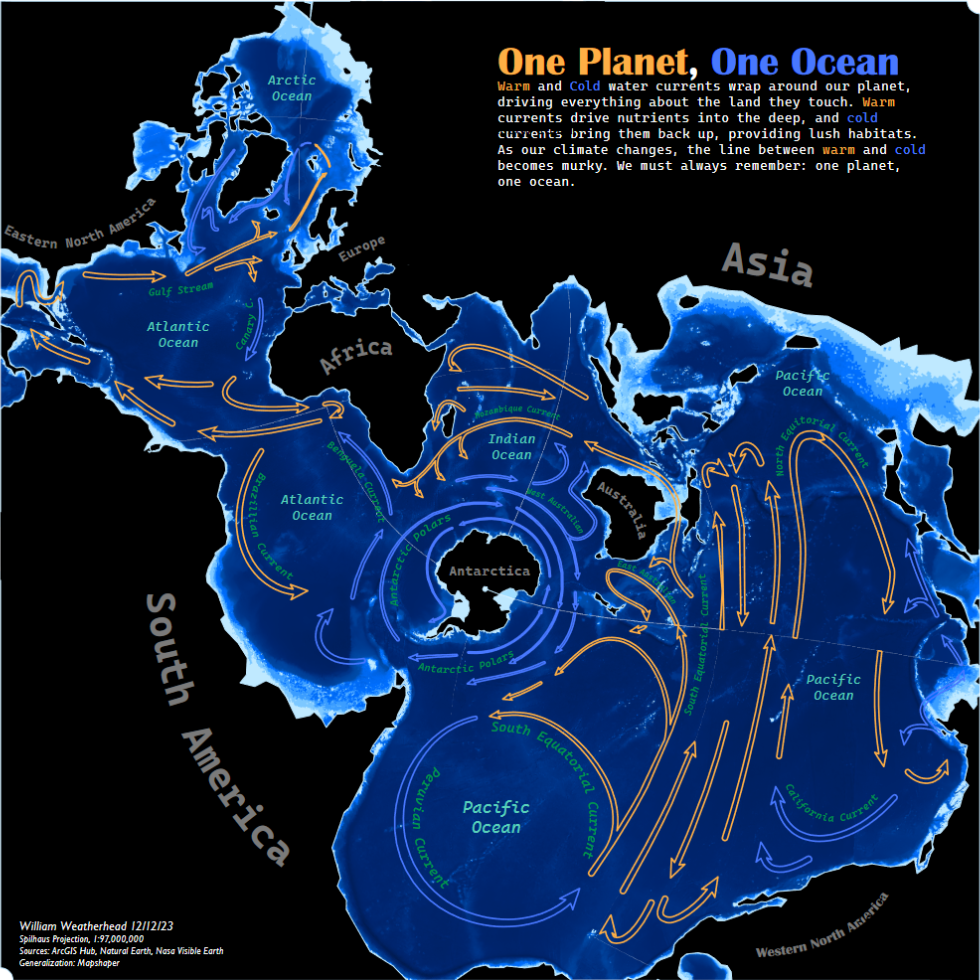 One Planet, One Ocean
Warm and Cold water currents wrap around our planet,
driving everything about the land they touch. Warm
currents drive nutrients into the deep, and cold
currents bring them back up, providing lush habitats.
As our climate changes, the line between warm and cold
becomes murky. We must always remember: one planet,
one ocean.
Arctic
Ocean
Eastern North America
Europe
Asia
Gulf Stream
Canary C.
Atlantic
Ocean
Africa
Pacific
Ocean
Mozambique Current
Indian
Ocean
North Equitorial Current
Benguela Current
Brazilian Current
Atlantic
Ocean
West Australian
Australia
Antarctic Polars
Antarctica
East Australian
South Equatorial Current
Antarctic Polars
South America
Pacific
Ocean
South Equatorial Current
Peruvian Current
Pacific
Ocean
California Current
Western North America
William Weatherhead 12/12/23
Spilhaus Projection, 1:97,000,000
Sources: ArcGIS Hub, Natural Earth, Nasa Visible Earth
Generalization: Mapshaper